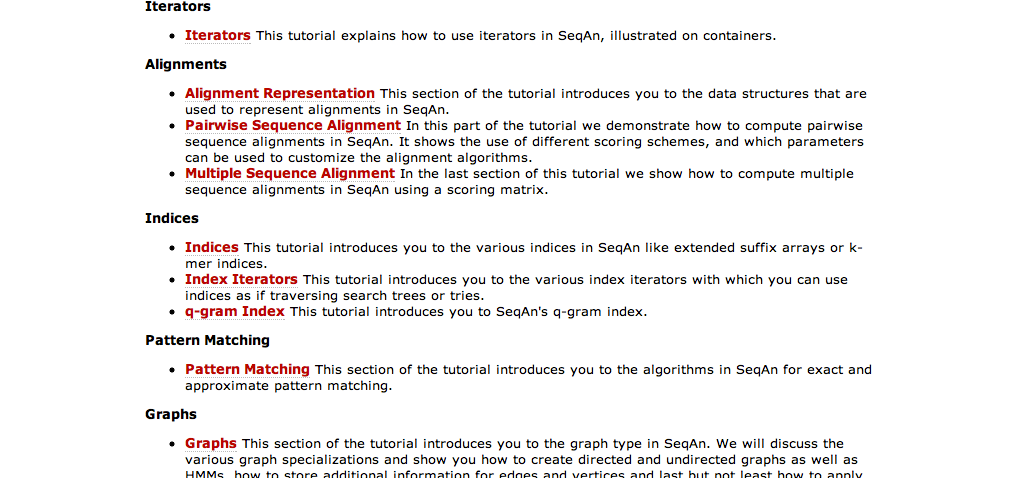 Iterators
• Iterators This tutorial explains how to use iterators in SeqAn, illustrated on containers.
Alignments
• Alignment Representation This section of the tutorial introduces you to the data structures that are
used to represent alignments in SeqAn.
• Pairwise Sequence Alignment In this part of the tutorial we demonstrate how to compute pairwise
sequence alignments in SeqAn. It shows the use of different scoring schemes, and which parameters
can be used to customize the alignment algorithms.
• Multiple Sequence Alignment In the last section of this tutorial we show how to compute multiple
sequence alignments in SeqAn using a scoring matrix.
Indices
• Indices This tutorial introduces you to the various indices in SeqAn like extended suffix arrays or k-
mer indices.
• Index Iterators This tutorial introduces you to the various index iterators with which you can use
indices as if traversing search trees or tries.
• q-gram Index This tutorial introduces you to SeqAn's q-gram index.
Pattern Matching
• Pattern Matching This section of the tutorial introduces you to the algorithms in SeqAn for exact and
approximate pattern matching.
Graphs
• Graphs This section of the tutorial introduces you to the graph type in SeqAn. We will discuss the
various graph specializations and show you how to create directed and undirected graphs as well as
HMMs, how to store additional information for edges and vertices and last but not least how to apply